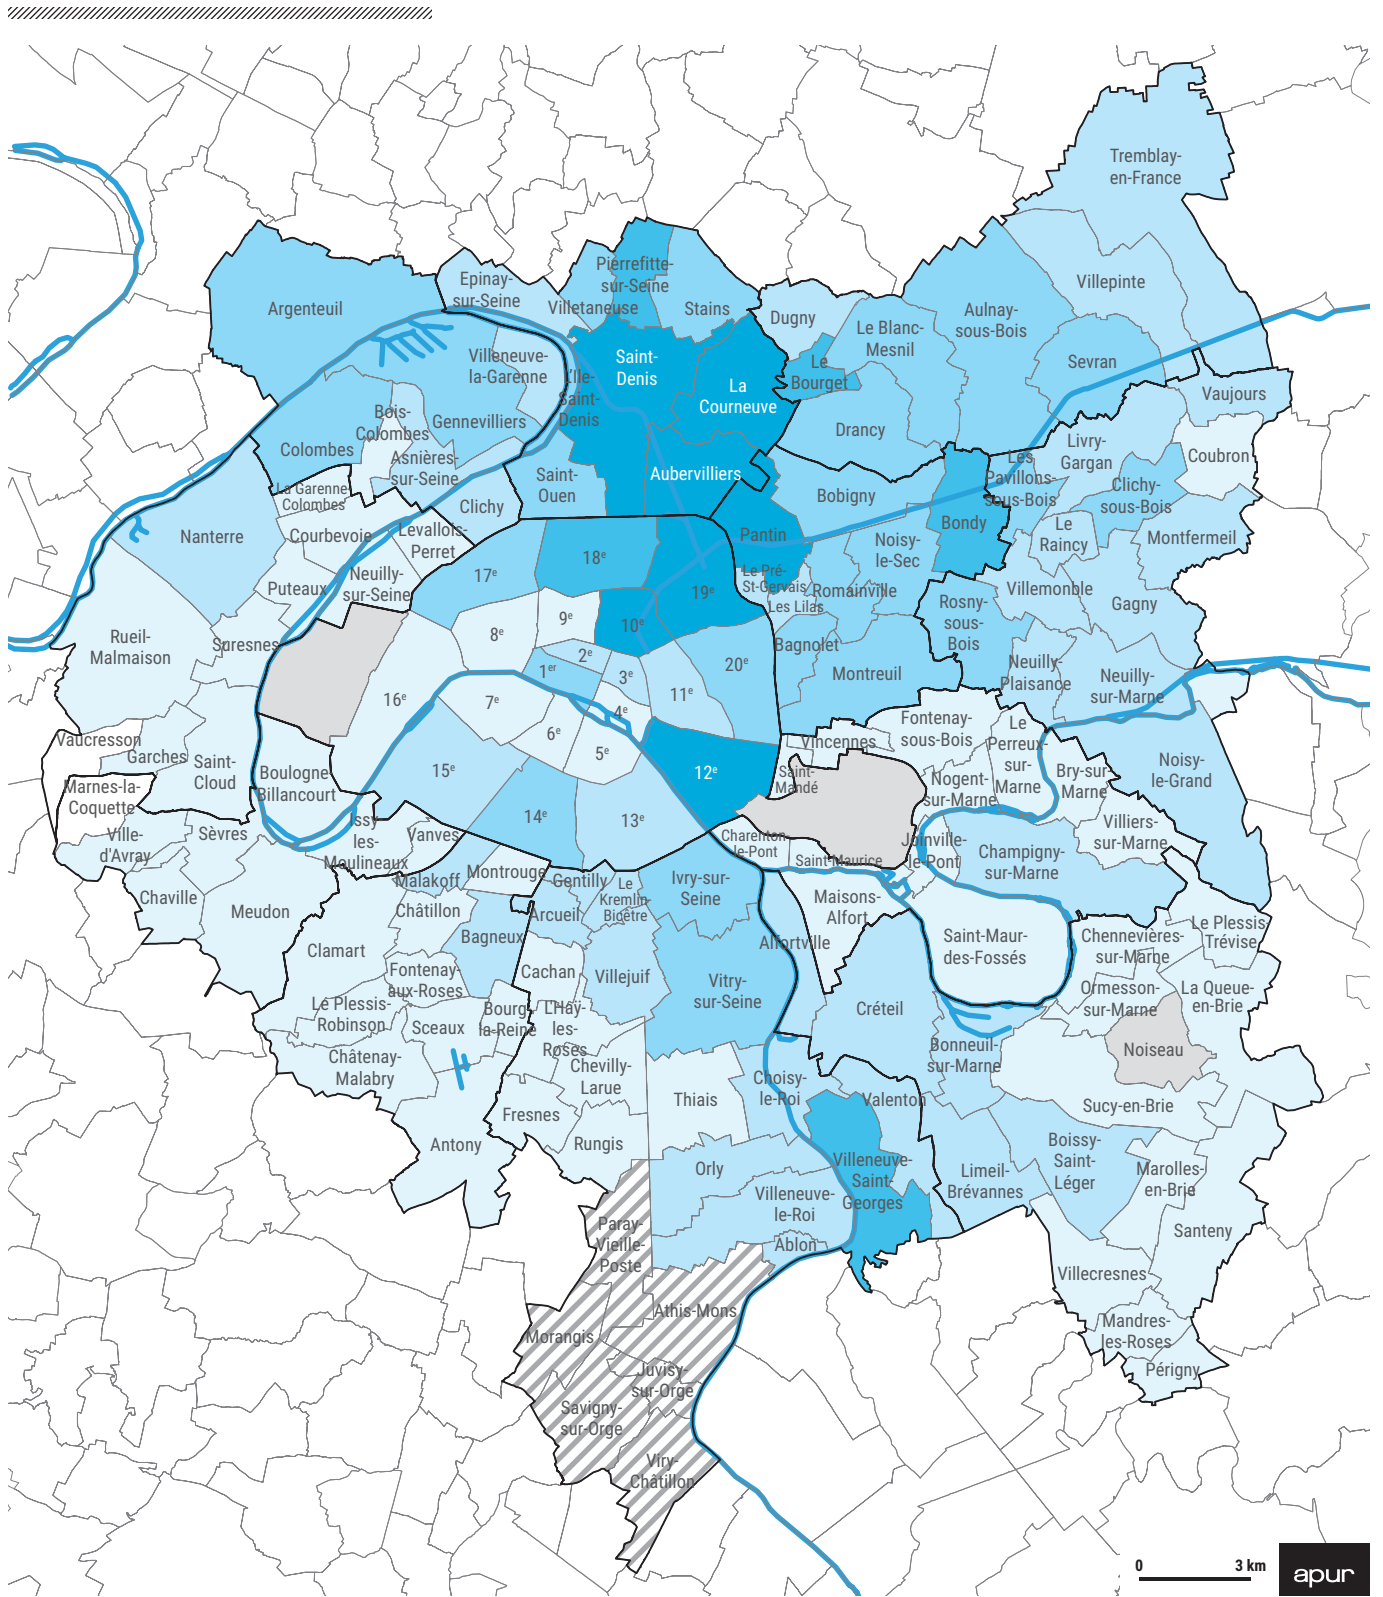 Tremblay-
en-France
Epinay-
sur-Seine
Pierrefitte-
sur-Seine
Villepinte
Argenteuil
Villetaneuse
Stains
Dugny
Aulnay-
sous-Bois
Le Blanc-
Mesnil
Villeneuve-
la-Garenne
Saint-
Denis
Le
Bourget
Sevran
L'Ile-
Saint-
Denis
La
Courneuve
Vaujours
Bois-
Colombes
Gennevilliers
Drancy
Colombes
Asnières-
sur-Seine
Livry-
Gargan
Coubron
Les
Pavillons-
sous-Bois
Saint-
Ouen
Aubervilliers
Bobigny
Clichy-
sous-Bois
La Garenne-
Colombes
Clichy
Bondy
Le
Raincy
Montfermeil
Nanterre
Courbevoie
Levallois-
Perret
Pantin
Noisy-
le-Sec
18e
17e
Puteaux
Neuilly-
sur-Seine
19e
Le Pré-
St-Gervais
Romainville
Villemomble
Gagny
Les Lilas
Rosny-
sous-
Bois
9e
10e
8e
Rueil-
Malmaison
Suresnes
Bagnolet
2e
1er
3e
20e
Montreuil
Neuilly-
Plaisance
Neuilly-
sur-Marne
16e
7e
4e
11e
6e
5e
Fontenay-
sous-Bois
Le
Perreux-
sur-
Marne
Vaucresson
Garches
Vincennes
Saint-
Cloud
Boulogne-
Billancourt
15e
12e
Saint-
Mandé
Nogent-
sur-Marne
Bry-sur-
Marne
Noisy-
le-Grand
Marnes-la-
Coquette
14e
13e
Ville-
d'Avray
Sèvres
Issy-
les-
Moulineaux
Vanves
Charenton-
le-Pont
Saint-Maurice
Joinville-
le-Pont
Champigny-
sur-Marne
Villiers-
sur-Marne
Malakoff
Montrouge
Gentilly
Le
Kremlin-
Bicêtre
Ivry-sur-
Seine
Chaville
Meudon
Châtillon
Arcueil
Maisons-
Alfort
Le Plessis-
Trévise
Clamart
Bagneux
Alfortville
Saint-Maur-
des-Fossés
Chennevières-
sur-Marne
Fontenay-
aux-Roses
Cachan
Villejuif
Vitry-
sur-Seine
Ormesson-
sur-Marne
La Queue-
en-Brie
Le Plessis-
Robinson
Sceaux
Bourg-
la-Reine
L'Haÿ-
les-
Roses
Créteil
Bonneuil-
sur-Marne
Noiseau
Châtenay-
Malabry
Chevilly-
Larue
Choisy-
le-Roi
Thiais
Valenton
Sucy-en-Brie
Fresnes
Antony
Rungis
Orly
Villeneuve-
Saint-
Georges
Limeil-
Brévannes
Boissy-
Saint-
Léger
Marolles-
en-Brie
Villeneuve-
le-Roi
Santeny
Paray-
Vieille-
Poste
Ablon
Villecresnes
Athis-Mons
Morangis
Mandres-
les-Roses
Juvisy-
sur-Orge
Périgny
Savigny-
sur-Orge
Viry-
Châtillon
0 3 km
apur